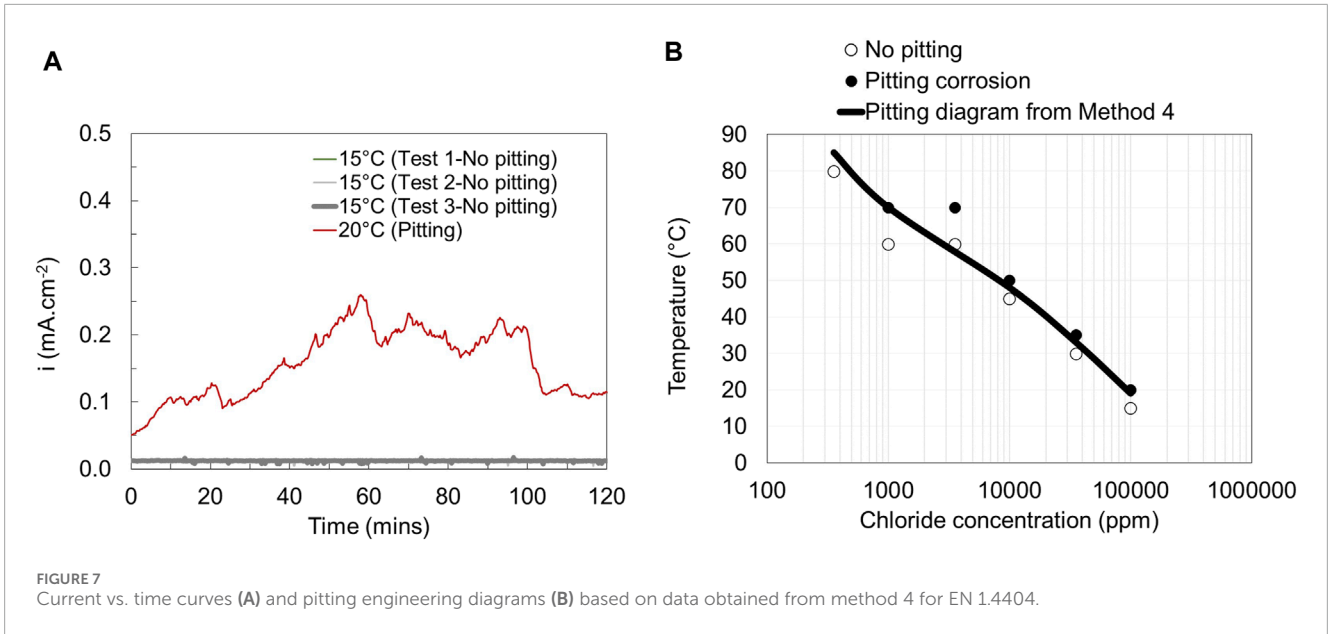 A
0.5
0.4
0.3
0.2
0.1
0.0
i (mA.cm-2)
15°C (Test 1-No pitting)
15°C (Test 2-No pitting)
15°C (Test 3-No pitting)
20°C (Pitting)
0 20 40 60 80 100 120
Time (mins)
B
No pitting
Pitting corrosion
Pitting diagram from Method 4
90
80
70
60
50
40
30
20
10
0
Temperature (°C)
100 1000 10000 100000 1000000
Chloride concentration (ppm)
FIGURE 7
Current vs. time curves (A) and pitting engineering diagrams (B) based on data obtained from method 4 for EN 1.4404.